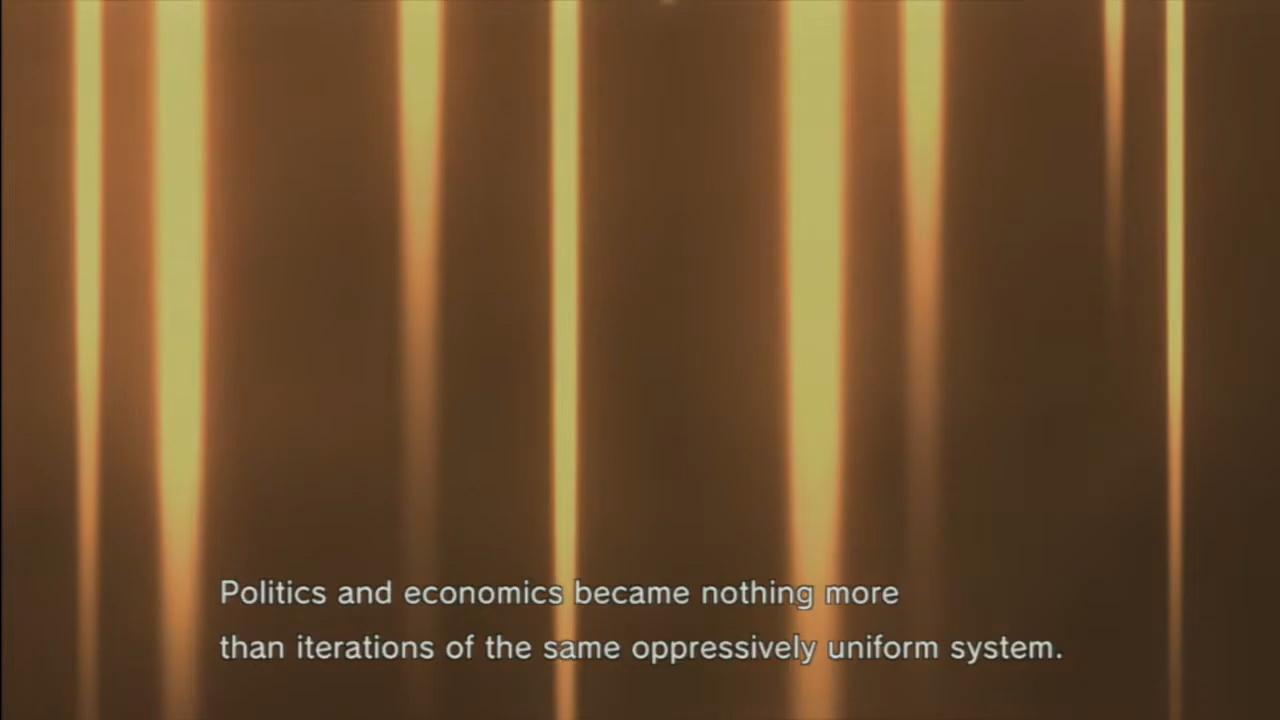 Politics and economics became nothing more
than iterations of the same oppressively uniform system.